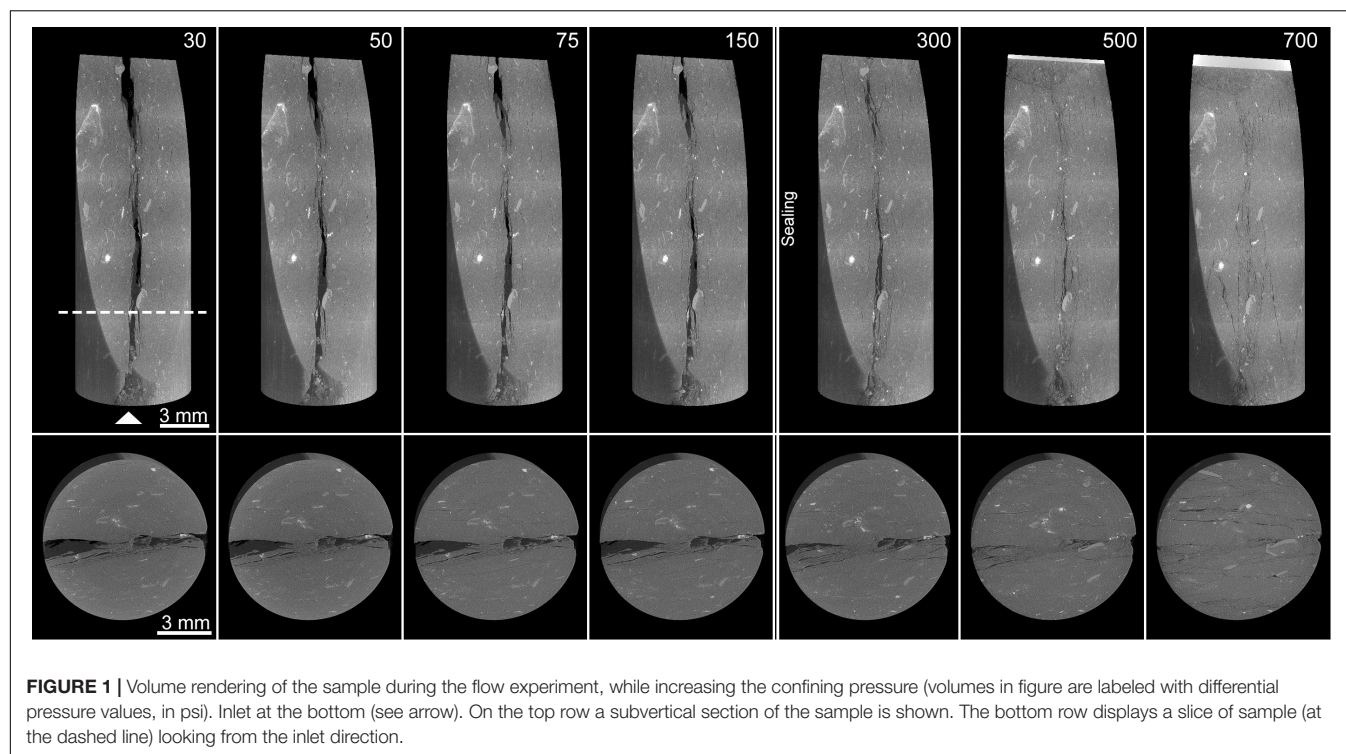 30 50 75 150 300 500 700
Sealing
3 mm
3 mm
FIGURE 1 | Volume rendering of the sample during the flow experiment, while increasing the confining pressure (volumes in figure are labeled with differential
pressure values, in psi). Inlet at the bottom (see arrow). On the top row a subvertical section of the sample is shown. The bottom row displays a slice of sample (at
the dashed line) looking from the inlet direction.